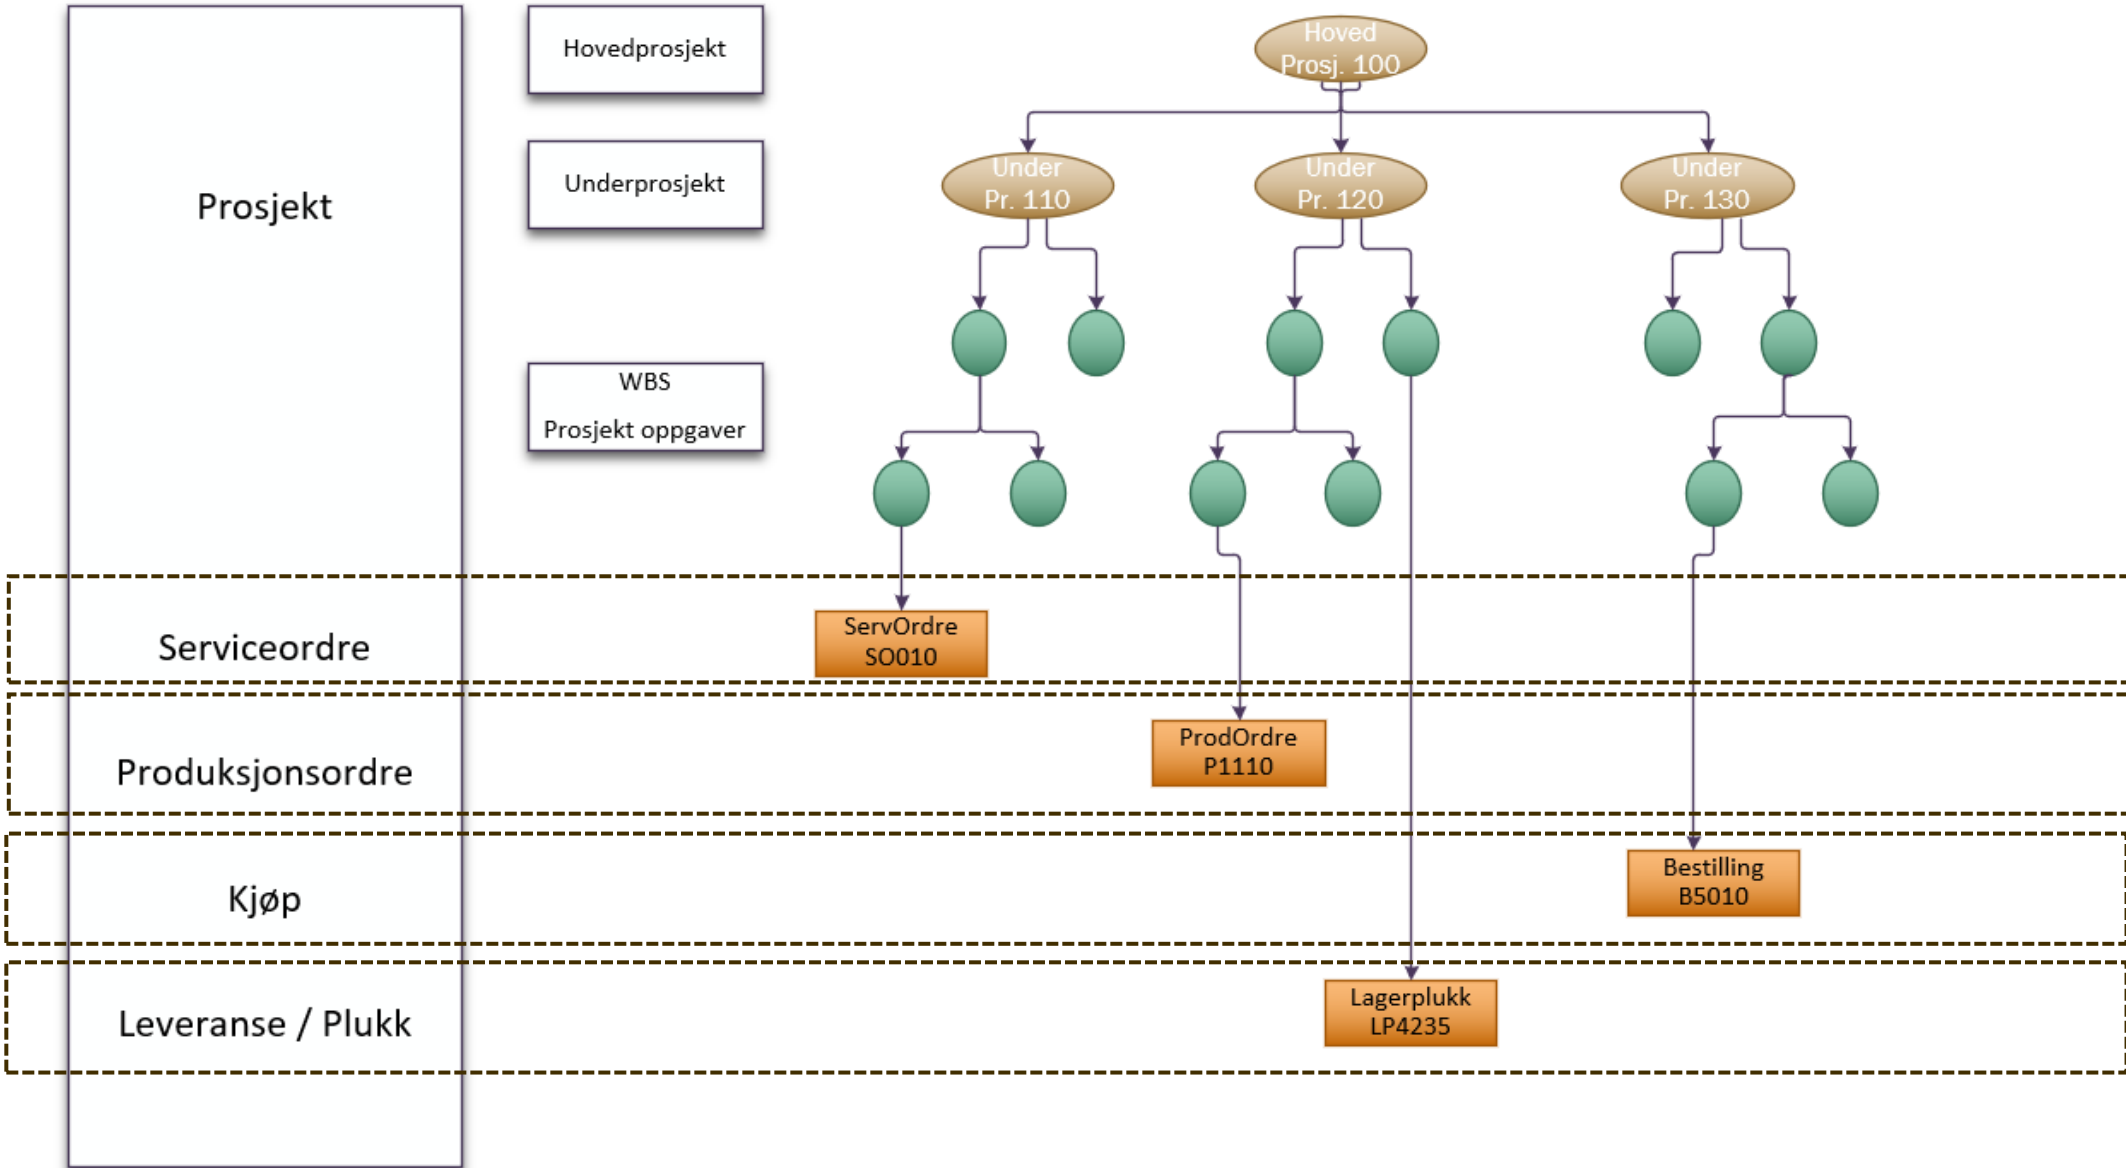 Hovedprosjekt
Hoved
Prosj. 100
Prosjekt
Underprosjekt
Under
Pr. 110
Under
Pr. 120
Under
Pr. 130
WBS
Prosjekt oppgaver
Serviceordre
ServOrdre
SO010
Produksjonsordre
ProdOrdre
P1110
Kjøp
Bestilling
B5010
Leveranse / Plukk
Lagerplukk
LP4235